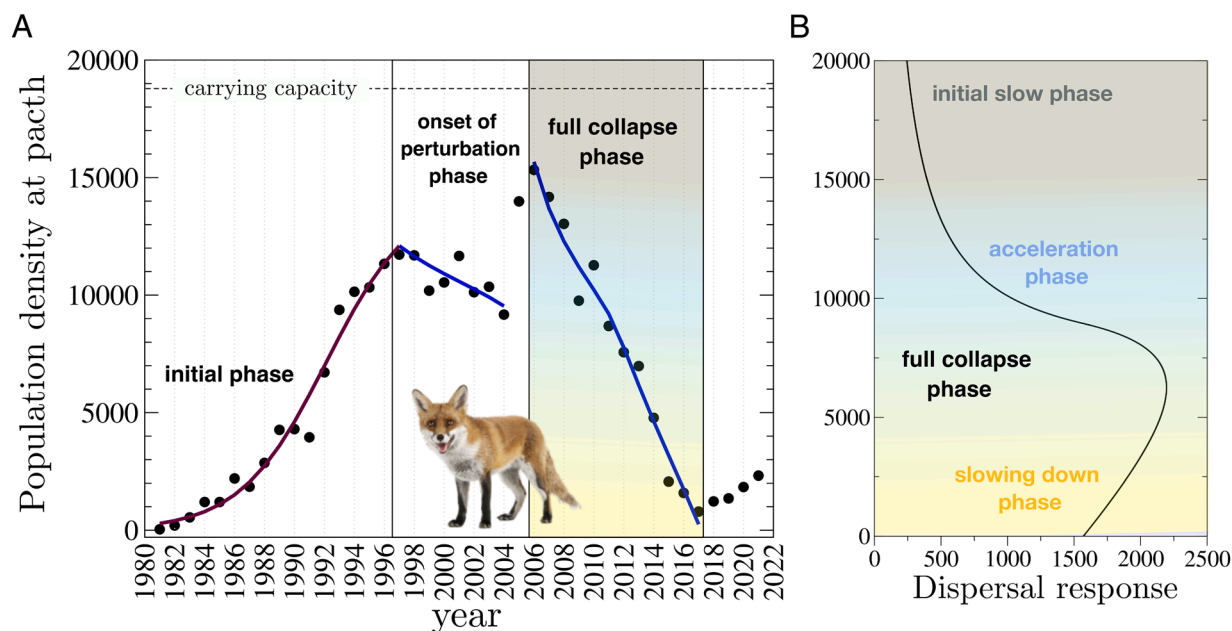 A
Population density at pacth
20000
15000
10000
5000
0
carrying capacity
initial phase
onset of
perturbation
phase
full collapse
phase
1980
1982
1984
1986
1988
1990
1992
1994
1996
1998
2000
2002
2004
2006
2008
2010
2012
2014
2016
2018
2020
2022
year
B
20000
15000
10000
5000
0
initial slow phase
acceleration
phase
full collapse
phase
slowing down
phase
0
500
1000
1500
2000
2500
Dispersal response